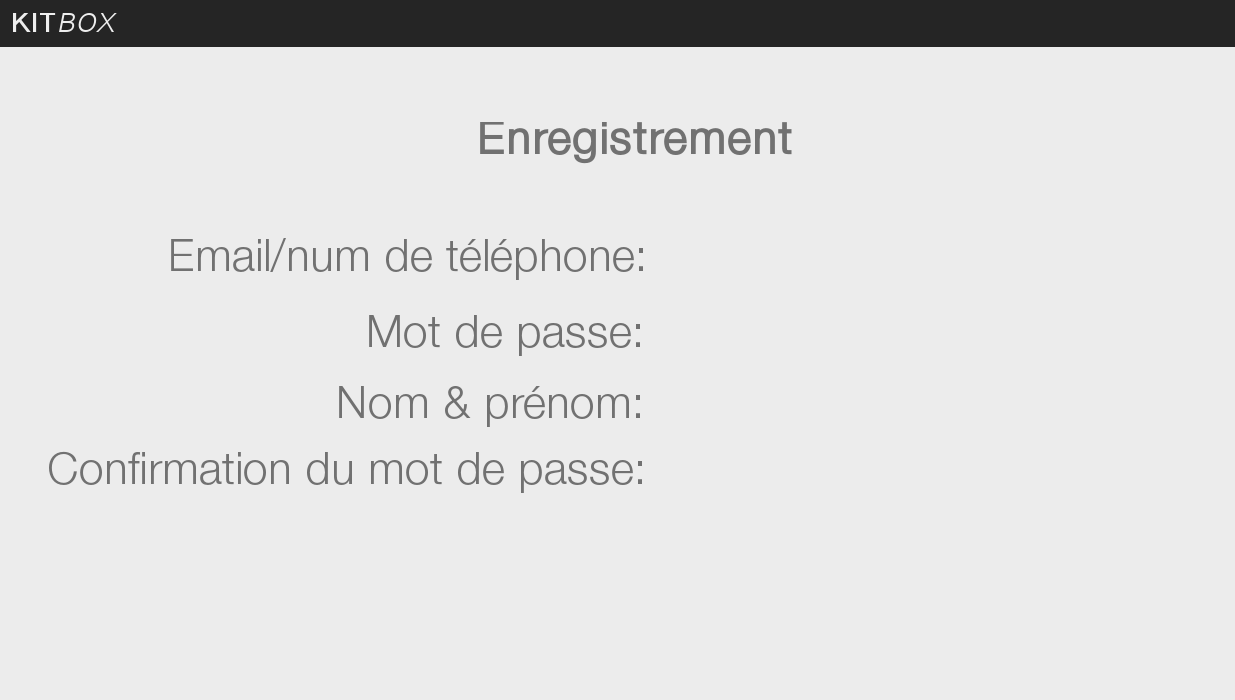 KITBOX
Enregistrement
Email/num de téléphone:
Mot de passe:
Nom & prénom:
Confirmation du mot de passe: